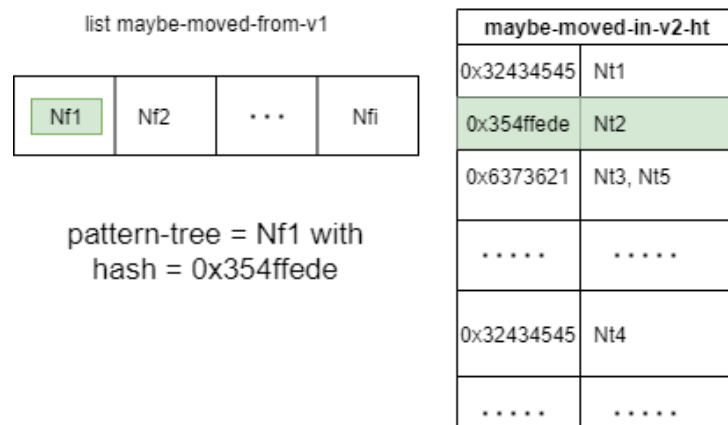 list maybe-moved-from-v1
Nf1 Nf2 · · · Nfi
pattern-tree = Nf1 with
hash = 0x354ffede
maybe-moved-in-v2-ht
0x32434545 Nt1
0x354ffede Nt2
0x6373621 Nt3, Nt5
· · · · · · · · · ·
0x32434545 Nt4
· · · · · · · · · ·